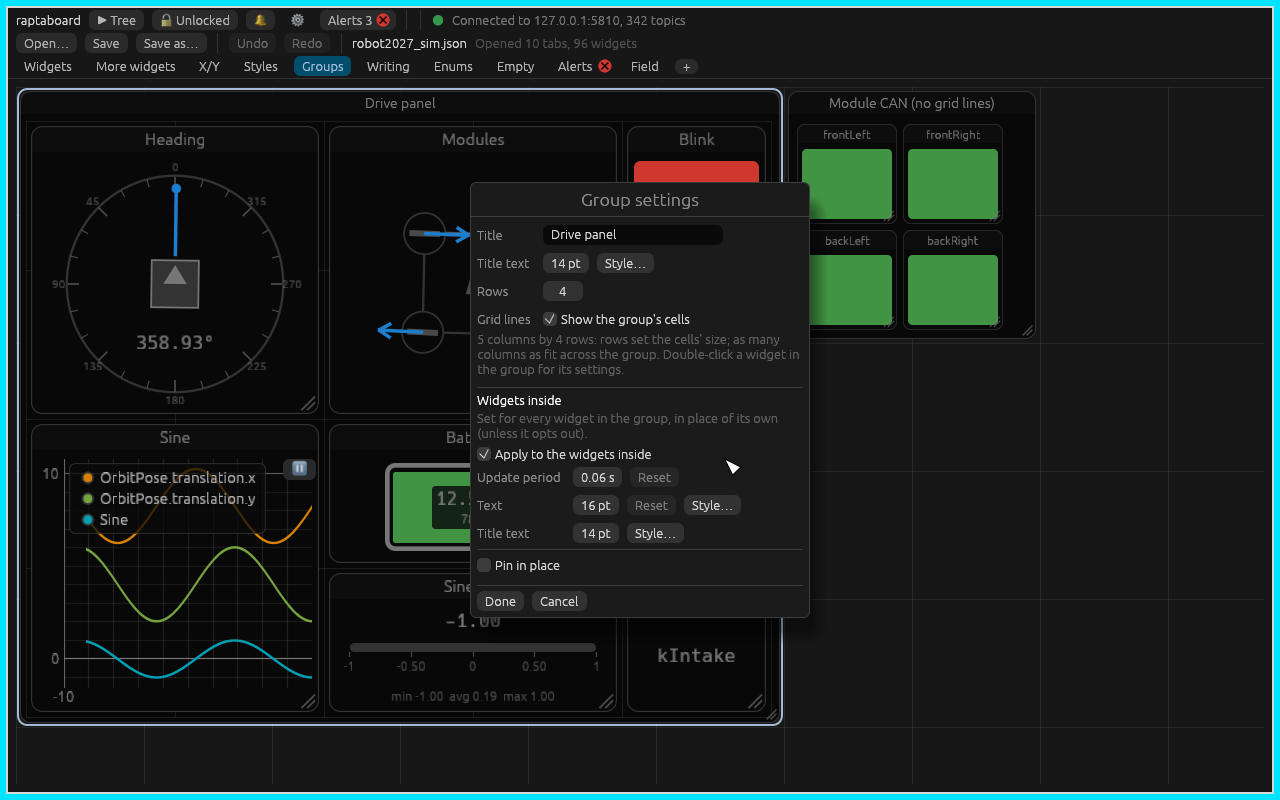 raptaboard ▶ Tree Unlocked Alerts 3 Connected to 127.0.0.1:5810, 342 topics
Open… Save Save as… Undo Redo robot2027_sim.json Opened 10 tabs, 96 widgets
Widgets More widgets X/Y Styles Groups Writing Enums Empty Alerts Field +
Drive panel
Module CAN (no grid lines)
Heading
0
45
315
90
270
358.93°
135
225
180
Modules
Blink
frontLeft frontRight
backLeft backRight
Group settings
Title Drive panel
Title text 14 pt Style…
Rows 4
Grid lines Show the group's cells
5 columns by 4 rows: rows set the cells' size; as many
columns as fit across the group. Double-click a widget in
the group for its settings.
Widgets inside
Set for every widget in the group, in place of its own
(unless it opts out).
Apply to the widgets inside
Update period 0.06 s Reset
Text 16 pt Reset Style…
Title text 14 pt Style…
Pin in place
Done Cancel
Sine
10
OrbitPose.translation.x
OrbitPose.translation.y
Sine
0
-10
Bat
12.
78
Sine
-1.00
-1 -0.50 0 0.50 1
min -1.00 avg 0.19 max 1.00
kIntake